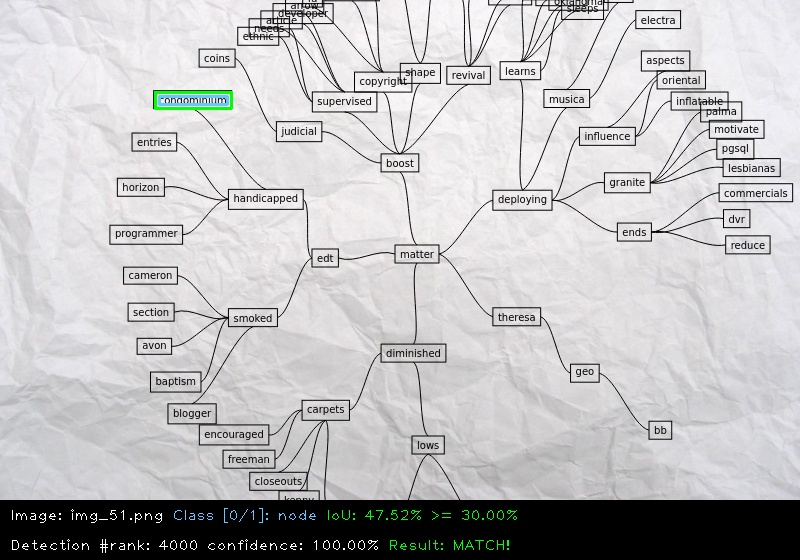 oklahoma
arrow
sleeps
developer
article
electra
needs
ethnic
coins
aspects
shape
revival
learns
oriental
copyright
condominium
supervised
musica
inflatable
palma
judicial
influence
motivate
entries
pgsql
boost
lesbianas
horizon
granite
handicapped
deploying
commercials
dvr
programmer
ends
reduce
edt
matter
cameron
section
smoked
theresa
avon
diminished
baptism
geo
blogger
carpets
encouraged
bb
lows
freeman
closeouts
kenny
Image: img_51.png Class [0/1]: node IoU: 47.52% >= 30.00%
Detection #rank: 4000 confidence: 100.00% Result: MATCH!